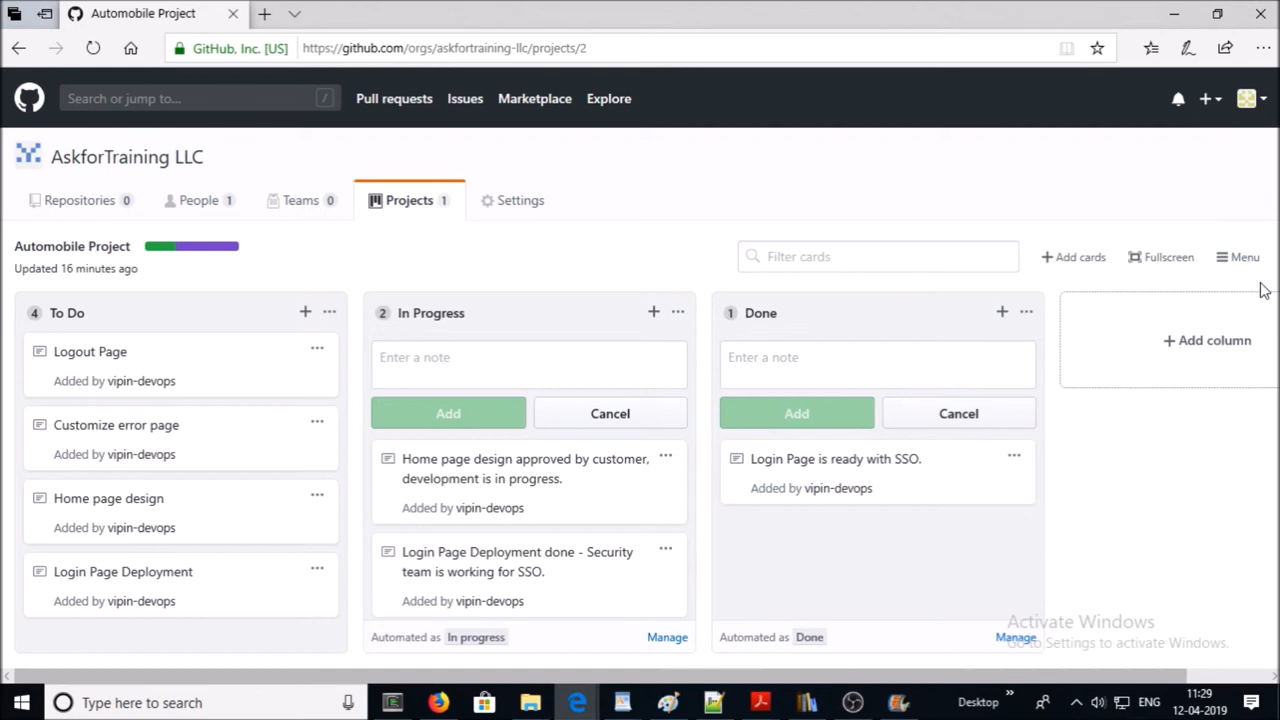 Automobile Project
GitHub, Inc. [US] https://github.com/orgs/askfortraining-llc/projects/2
Search or jump to... / Pull requests Issues Marketplace Explore
AskforTraining LLC
Repositories 0 People 1 Teams 0 Projects 1 Settings
Automobile Project
Updated 16 minutes ago
Filter cards
Add cards Fullscreen Menu
4 To Do
Logout Page
Added by vipin-devops
Customize error page
Added by vipin-devops
Home page design
Added by vipin-devops
Login Page Deployment
Added by vipin-devops
2 In Progress
Enter a note
Add Cancel
Home page design approved by customer,
development is in progress.
Added by vipin-devops
Login Page Deployment done - Security
team is working for SSO.
Added by vipin-devops
Automated as In progress Manage
1 Done
Enter a note
Add Cancel
Login Page is ready with SSO.
Added by vipin-devops
Automated as Done Manage
+ Add column
Activate Windows
Go to Settings to activate Windows.
Type here to search
Desktop
ENG
11:29
12-04-2019